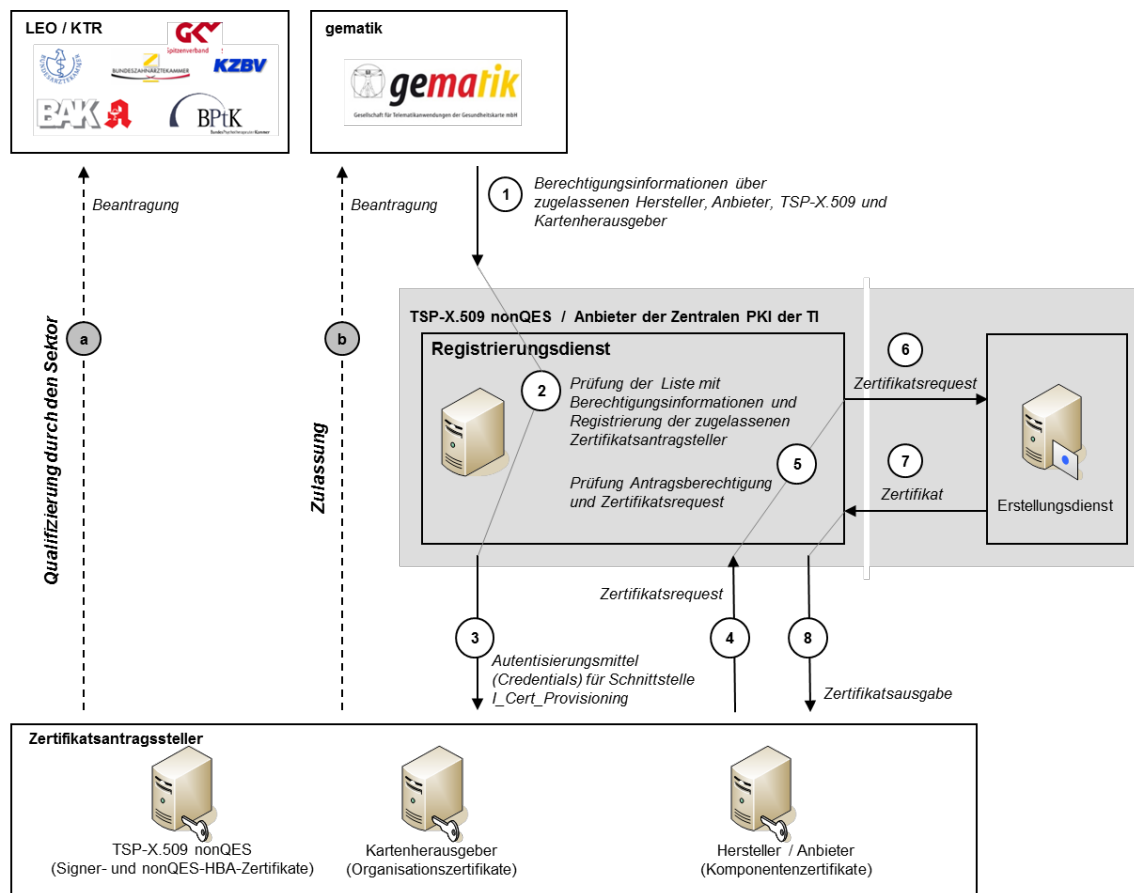 LEO / KTR
GKV
Spitzenverband
BUNDESÄRZTEKAMMER
BUNDESZAHNÄRZTEKAMMER
KZBV
BAK
BPtK
BundesPsychotherapeutenKammer
gematik
gematik
Gesellschaft für Telematikanwendungen der Gesundheitskarte mbH
Beantragung
Beantragung
1
Berechtigungsinformationen über
zugelassenen Hersteller, Anbieter, TSP-X.509 und
Kartenherausgeber
a
Qualifizierung durch den Sektor
b
Zulassung
TSP-X.509 nonQES / Anbieter der Zentralen PKI der TI
Registrierungsdienst
2
Prüfung der Liste mit
Berechtigungsinformationen und
Registrierung der zugelassenen
Zertifikatsantragsteller
5
Prüfung Antragsberechtigung
und Zertifikatsrequest
6
Zertifikatsrequest
7
Zertifikat
Erstellungsdienst
3
Autentisierungsmittel
(Credentials) für Schnittstelle
I_Cert_Provisioning
Zertifikatsrequest
4
8
Zertifikatsausgabe
Zertifikatsantragssteller
TSP-X.509 nonQES
(Signer- und nonQES-HBA-Zertifikate)
Kartenherausgeber
(Organisationszertifikate)
Hersteller / Anbieter
(Komponentenzertifikate)